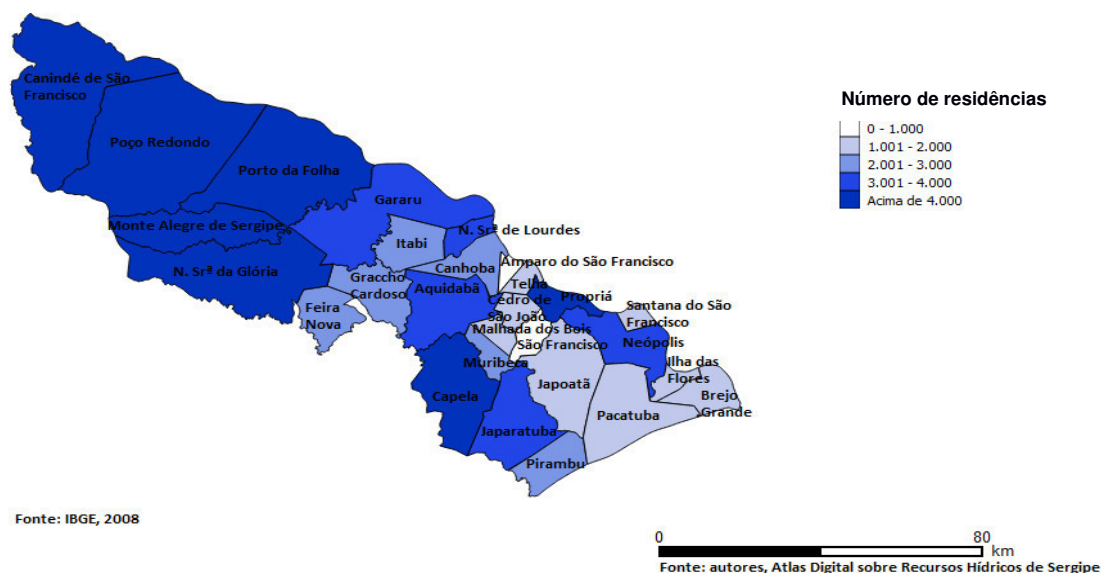 Canindé de São
Francisco
Poço Redondo
Porto da Folha
Monte Alegre de Sergipe
N. Srª da Glória
Gararu
N. Srª de Lourdes
Itabi
Canhoba
Amparo do São Francisco
Graccho
Cardoso
Aquidabã
Telha
Feira
Nova
Cedro de
São João
Propriá
Santana do São
Francisco
Malhada dos Bois
São Francisco
Neópolis
Muribeca
Ilha das
Flores
Capela
Japoatã
Brejo
Grande
Pacatuba
Japaratuba
Pirambu
Número de residências
0 - 1.000
1.001 - 2.000
2.001 - 3.000
3.001 - 4.000
Acima de 4.000
Fonte: IBGE, 2008
0 80
km
Fonte: autores, Atlas Digital sobre Recursos Hídricos de Sergipe